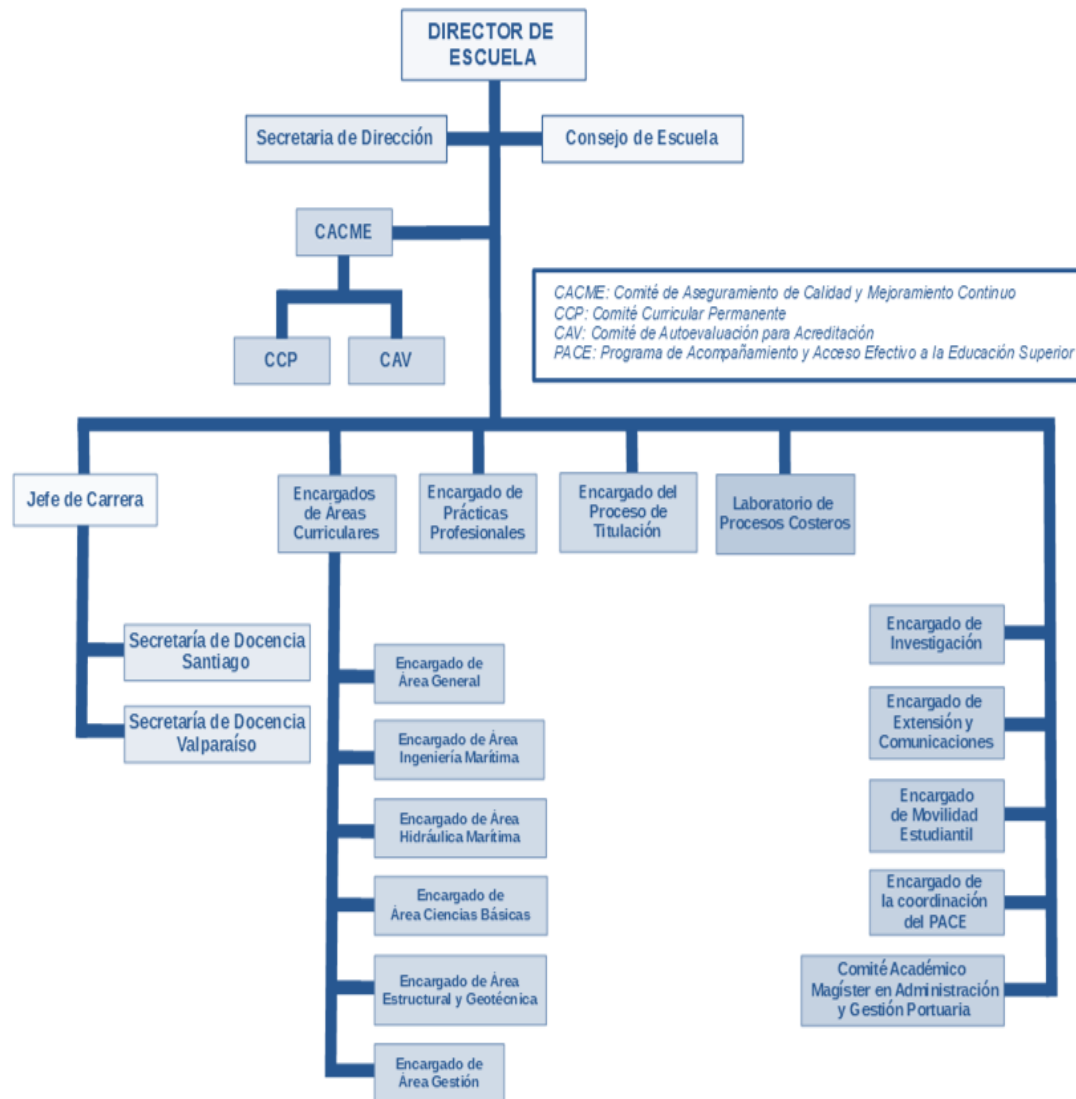 DIRECTOR DE
ESCUELA
Secretaria de Dirección
Consejo de Escuela
CACME
CACME: Comité de Aseguramiento de Calidad y Mejoramiento Continuo
CCP: Comité Curricular Permanente
CAV: Comité de Autoevaluación para Acreditación
PACE: Programa de Acompañamiento y Acceso Efectivo a la Educación Superior
CCP
CAV
Jefe de Carrera
Encargados
de Áreas
Curriculares
Encargado de
Prácticas
Profesionales
Encargado del
Proceso de
Titulación
Laboratorio de
Procesos Costeros
Secretaría de Docencia
Santiago
Secretaría de Docencia
Valparaíso
Encargado de
Área General
Encargado de Área
Ingeniería Marítima
Encargado de Área
Hidráulica Marítima
Encargado de
Área Ciencias Básicas
Encargado de Área
Estructural y Geotécnica
Encargado de
Área Gestión
Encargado de
Investigación
Encargado de
Extensión y
Comunicaciones
Encargado
de Movilidad
Estudiantil
Encargado de
la coordinación
del PACE
Comité Académico
Magíster en Administración
y Gestión Portuaria